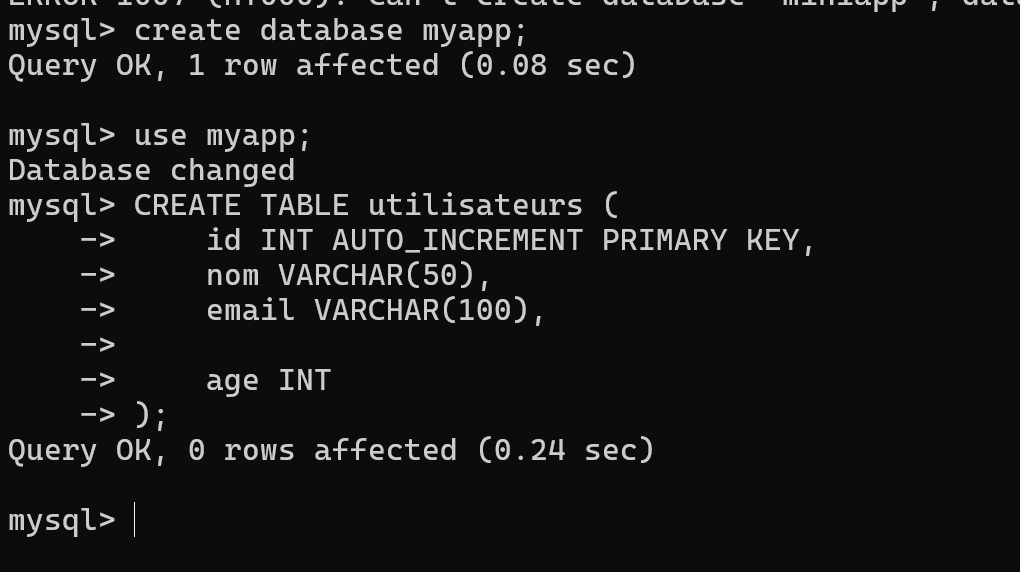 mysql> create database myapp;
Query OK, 1 row affected (0.08 sec)
mysql> use myapp;
Database changed
mysql> CREATE TABLE utilisateurs (
    ->     id INT AUTO_INCREMENT PRIMARY KEY,
    ->     nom VARCHAR(50),
    ->     email VARCHAR(100),
    ->
    ->     age INT
    -> );
Query OK, 0 rows affected (0.24 sec)
mysql>